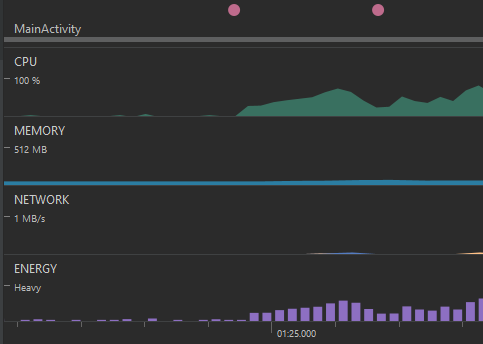 MainActivity
CPU
100 %
MEMORY
512 MB
NETWORK
1 MB/s
ENERGY
Heavy
01:25.000